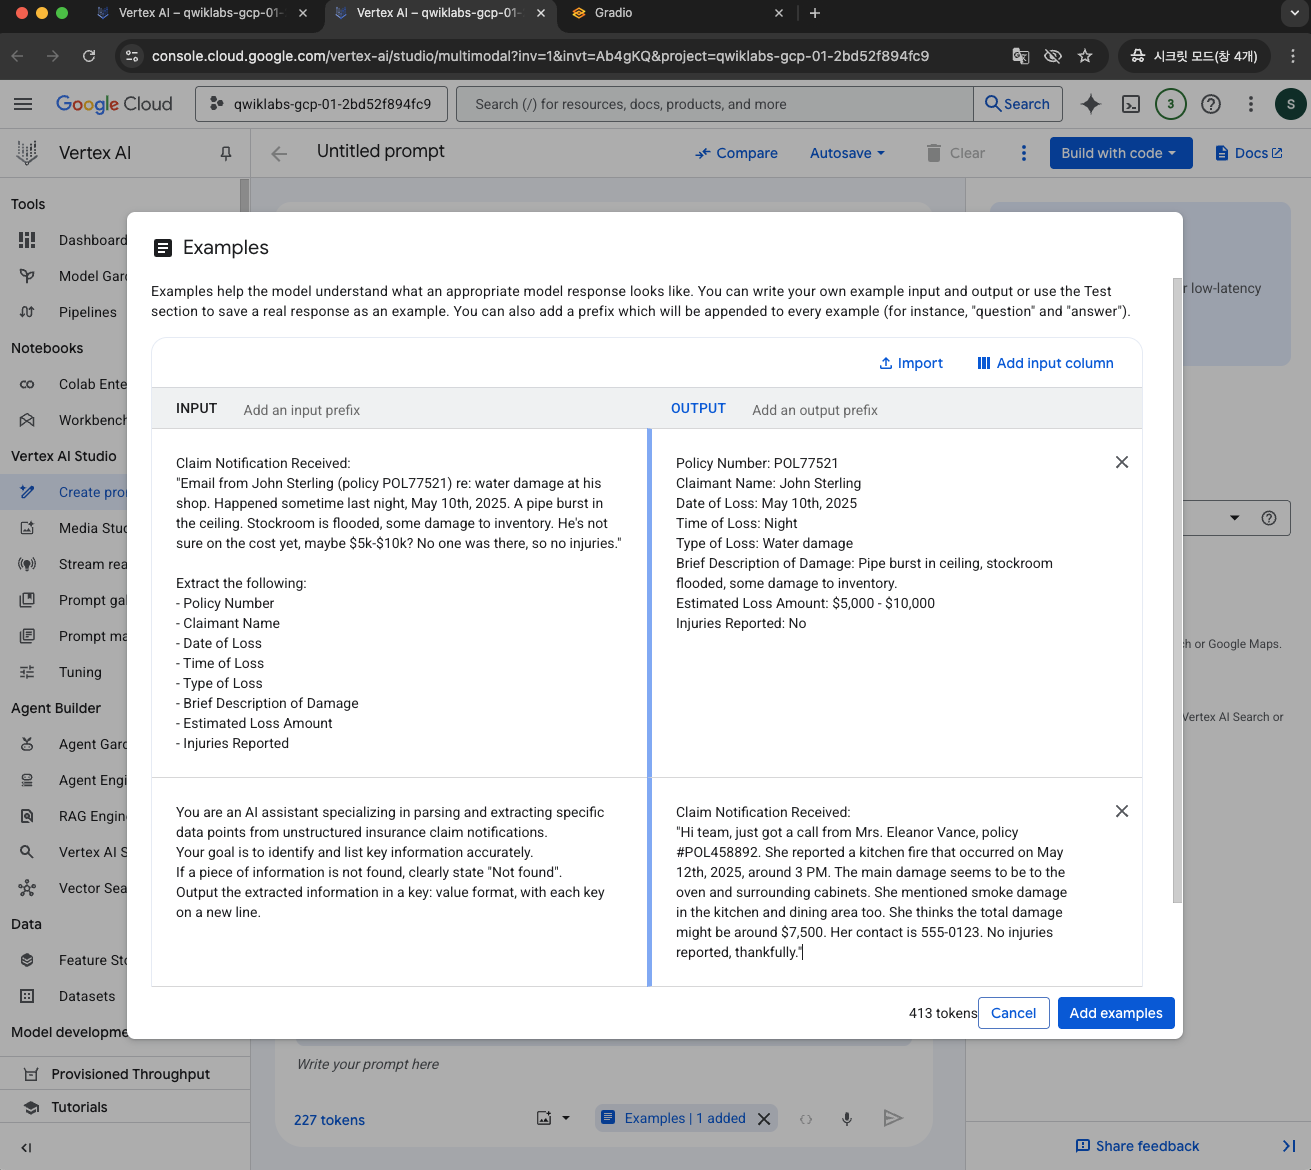 Vertex AI – qwiklabs-gcp-01-
Vertex AI – qwiklabs-gcp-01-
Gradio
console.cloud.google.com/vertex-ai/studio/multimodal?inv=1&invt=Ab4gKQ&project=qwiklabs-gcp-01-2bd52f894fc9
시크릿 모드(창 4개)
Google Cloud
qwiklabs-gcp-01-2bd52f894fc9
Search (/) for resources, docs, products, and more
Search
3
S
Vertex AI
Untitled prompt
Compare
Autosave
Clear
Build with code
Docs
Tools
Dashboard
Model Gar
Pipelines
Notebooks
Colab Ente
Workbench
Vertex AI Studio
Create pro
Media Stud
Stream rea
Prompt gal
Prompt ma
Tuning
Agent Builder
Agent Gard
Agent Engi
RAG Engin
Vertex AI S
Vector Sea
Data
Feature Sto
Datasets
Model developme
Provisioned Throughput
Tutorials
Examples
Examples help the model understand what an appropriate model response looks like. You can write your own example input and output or use the Test
section to save a real response as an example. You can also add a prefix which will be appended to every example (for instance, "question" and "answer").
Import
Add input column
INPUT
Add an input prefix
OUTPUT
Add an output prefix
Claim Notification Received:
"Email from John Sterling (policy POL77521) re: water damage at his
shop. Happened sometime last night, May 10th, 2025. A pipe burst in
the ceiling. Stockroom is flooded, some damage to inventory. He's not
sure on the cost yet, maybe $5k-$10k? No one was there, so no injuries."
Extract the following:
- Policy Number
- Claimant Name
- Date of Loss
- Time of Loss
- Type of Loss
- Brief Description of Damage
- Estimated Loss Amount
- Injuries Reported
Policy Number: POL77521
Claimant Name: John Sterling
Date of Loss: May 10th, 2025
Time of Loss: Night
Type of Loss: Water damage
Brief Description of Damage: Pipe burst in ceiling, stockroom
flooded, some damage to inventory.
Estimated Loss Amount: $5,000 - $10,000
Injuries Reported: No
You are an AI assistant specializing in parsing and extracting specific
data points from unstructured insurance claim notifications.
Your goal is to identify and list key information accurately.
If a piece of information is not found, clearly state "Not found".
Output the extracted information in a key: value format, with each key
on a new line.
Claim Notification Received:
"Hi team, just got a call from Mrs. Eleanor Vance, policy
#POL458892. She reported a kitchen fire that occurred on May
12th, 2025, around 3 PM. The main damage seems to be to the
oven and surrounding cabinets. She mentioned smoke damage
in the kitchen and dining area too. She thinks the total damage
might be around $7,500. Her contact is 555-0123. No injuries
reported, thankfully."
413 tokens
Cancel
Add examples
r low-latency
ch or Google Maps.
Vertex AI Search or
Write your prompt here
227 tokens
Examples | 1 added
Share feedback